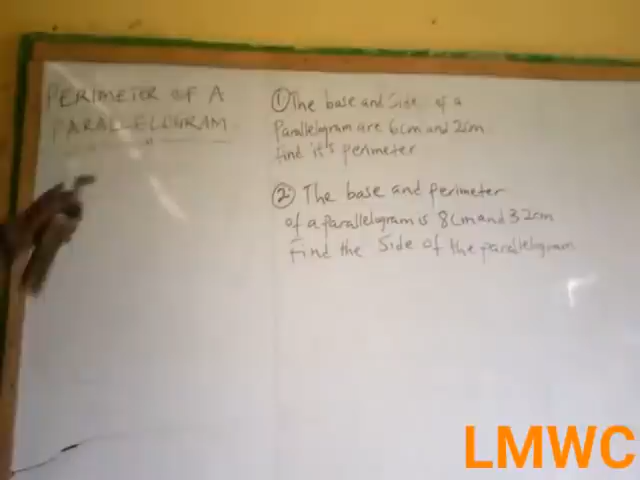 PERIMETER OF A
PARALLELOGRAM
① The base and side of a
Parallelogram are 6cm and 2cm
find it's perimeter
② The base and perimeter
of a parallelogram is 8cm and 32cm
Find the Side of the parallelogram
LMWC